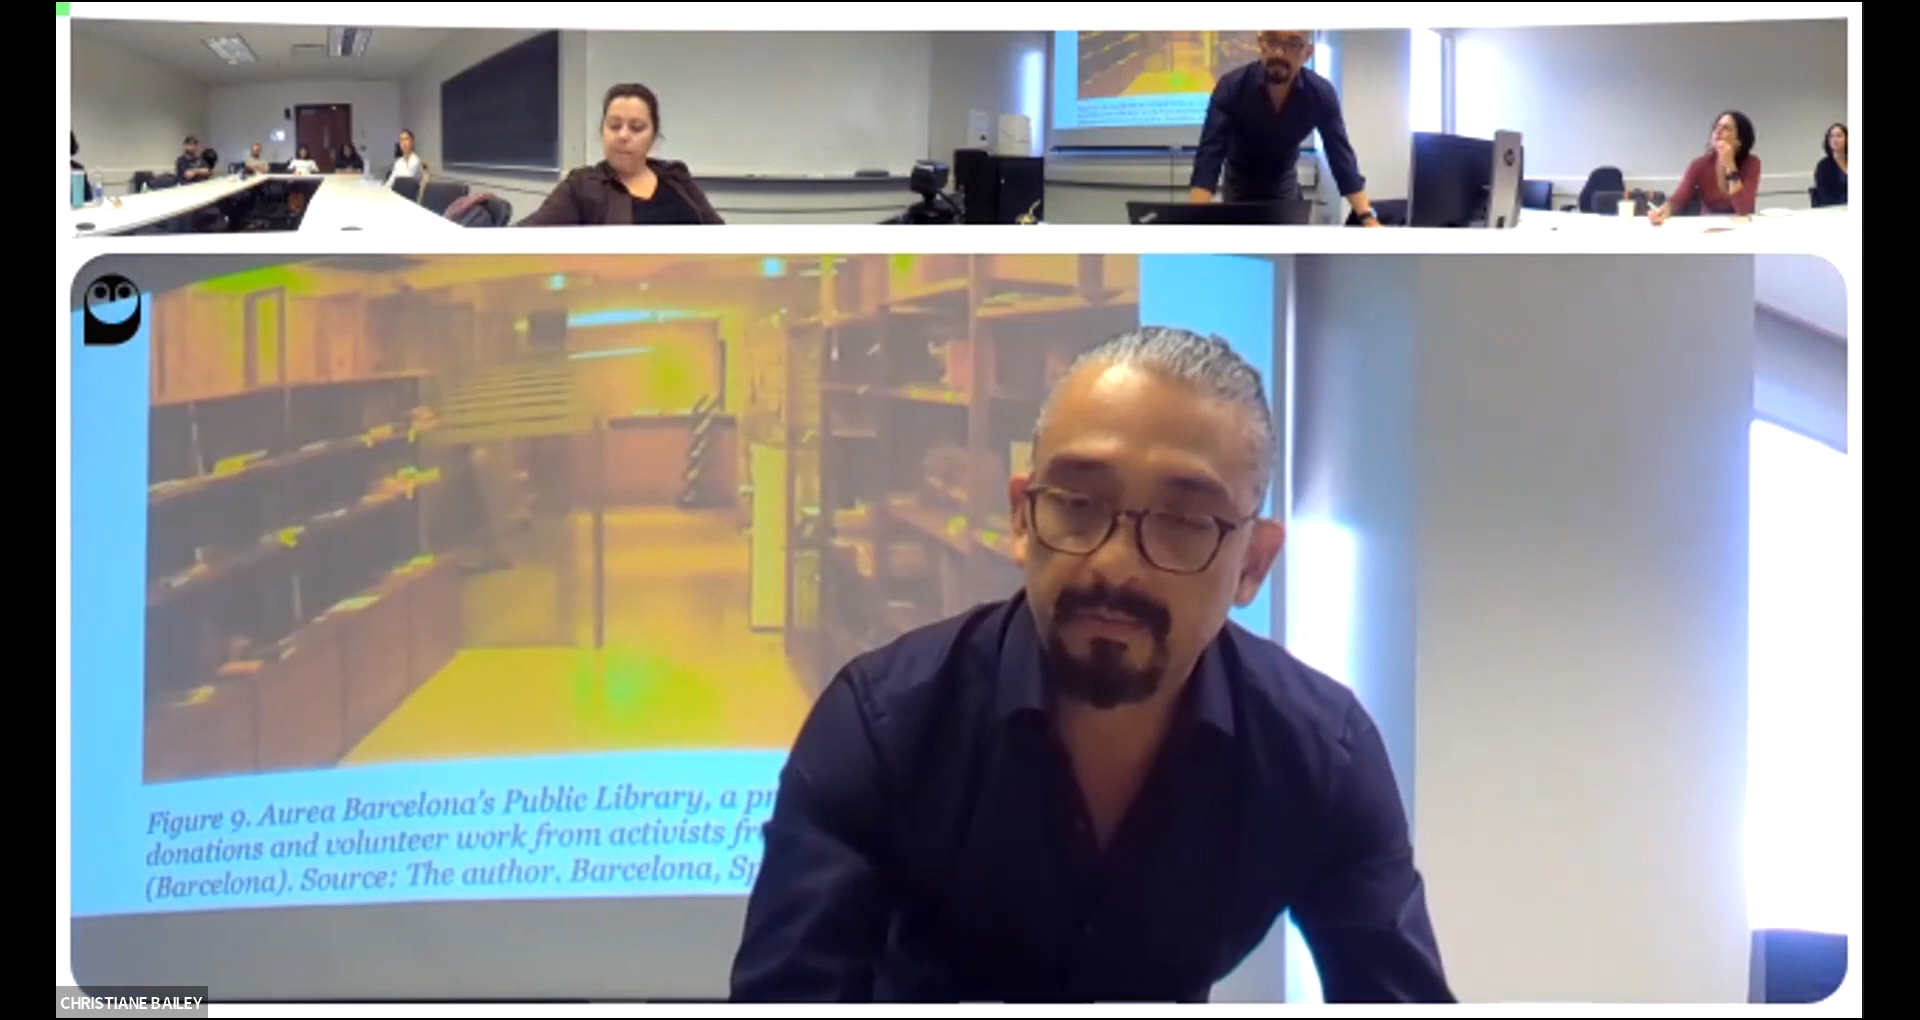 Figure 9. Aurea Barcelona's Public Library, a
donations and volunteer work from activists
(Barcelona). Source: The author. Barcelona,
CHRISTIANE BAILEY